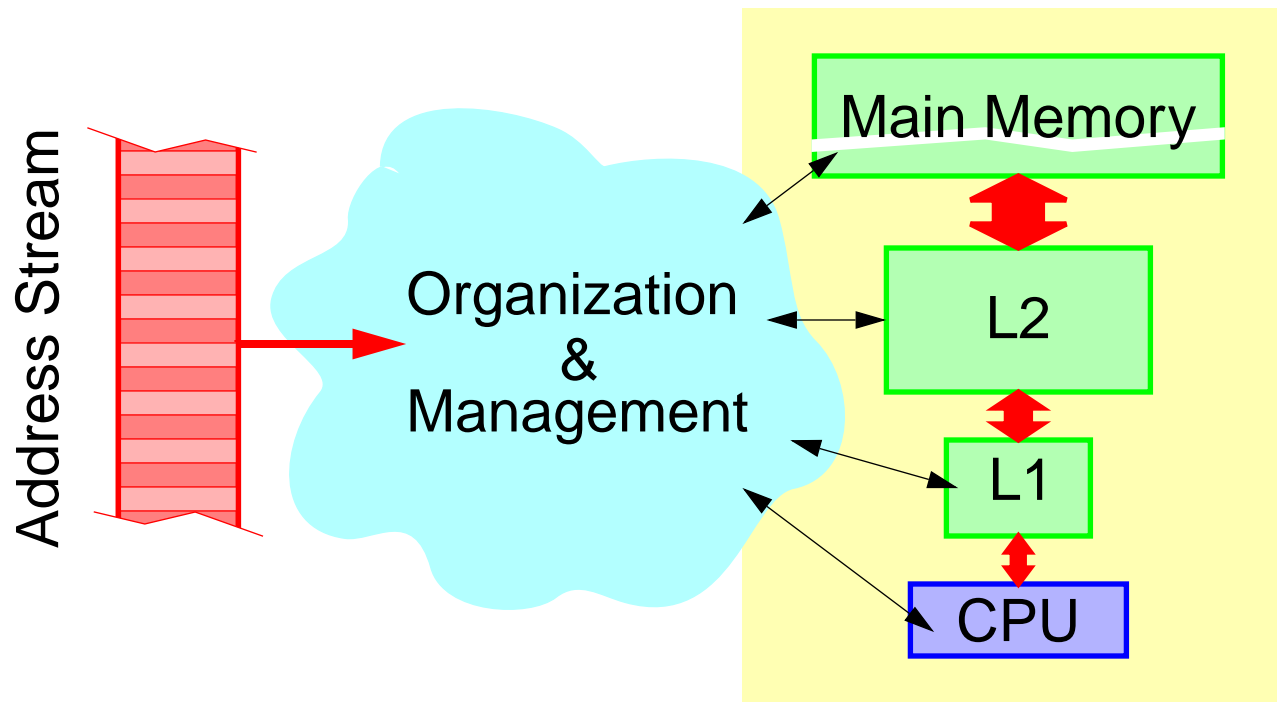 Address Stream
Organization
&
Management
Main Memory
L2
L1
CPU